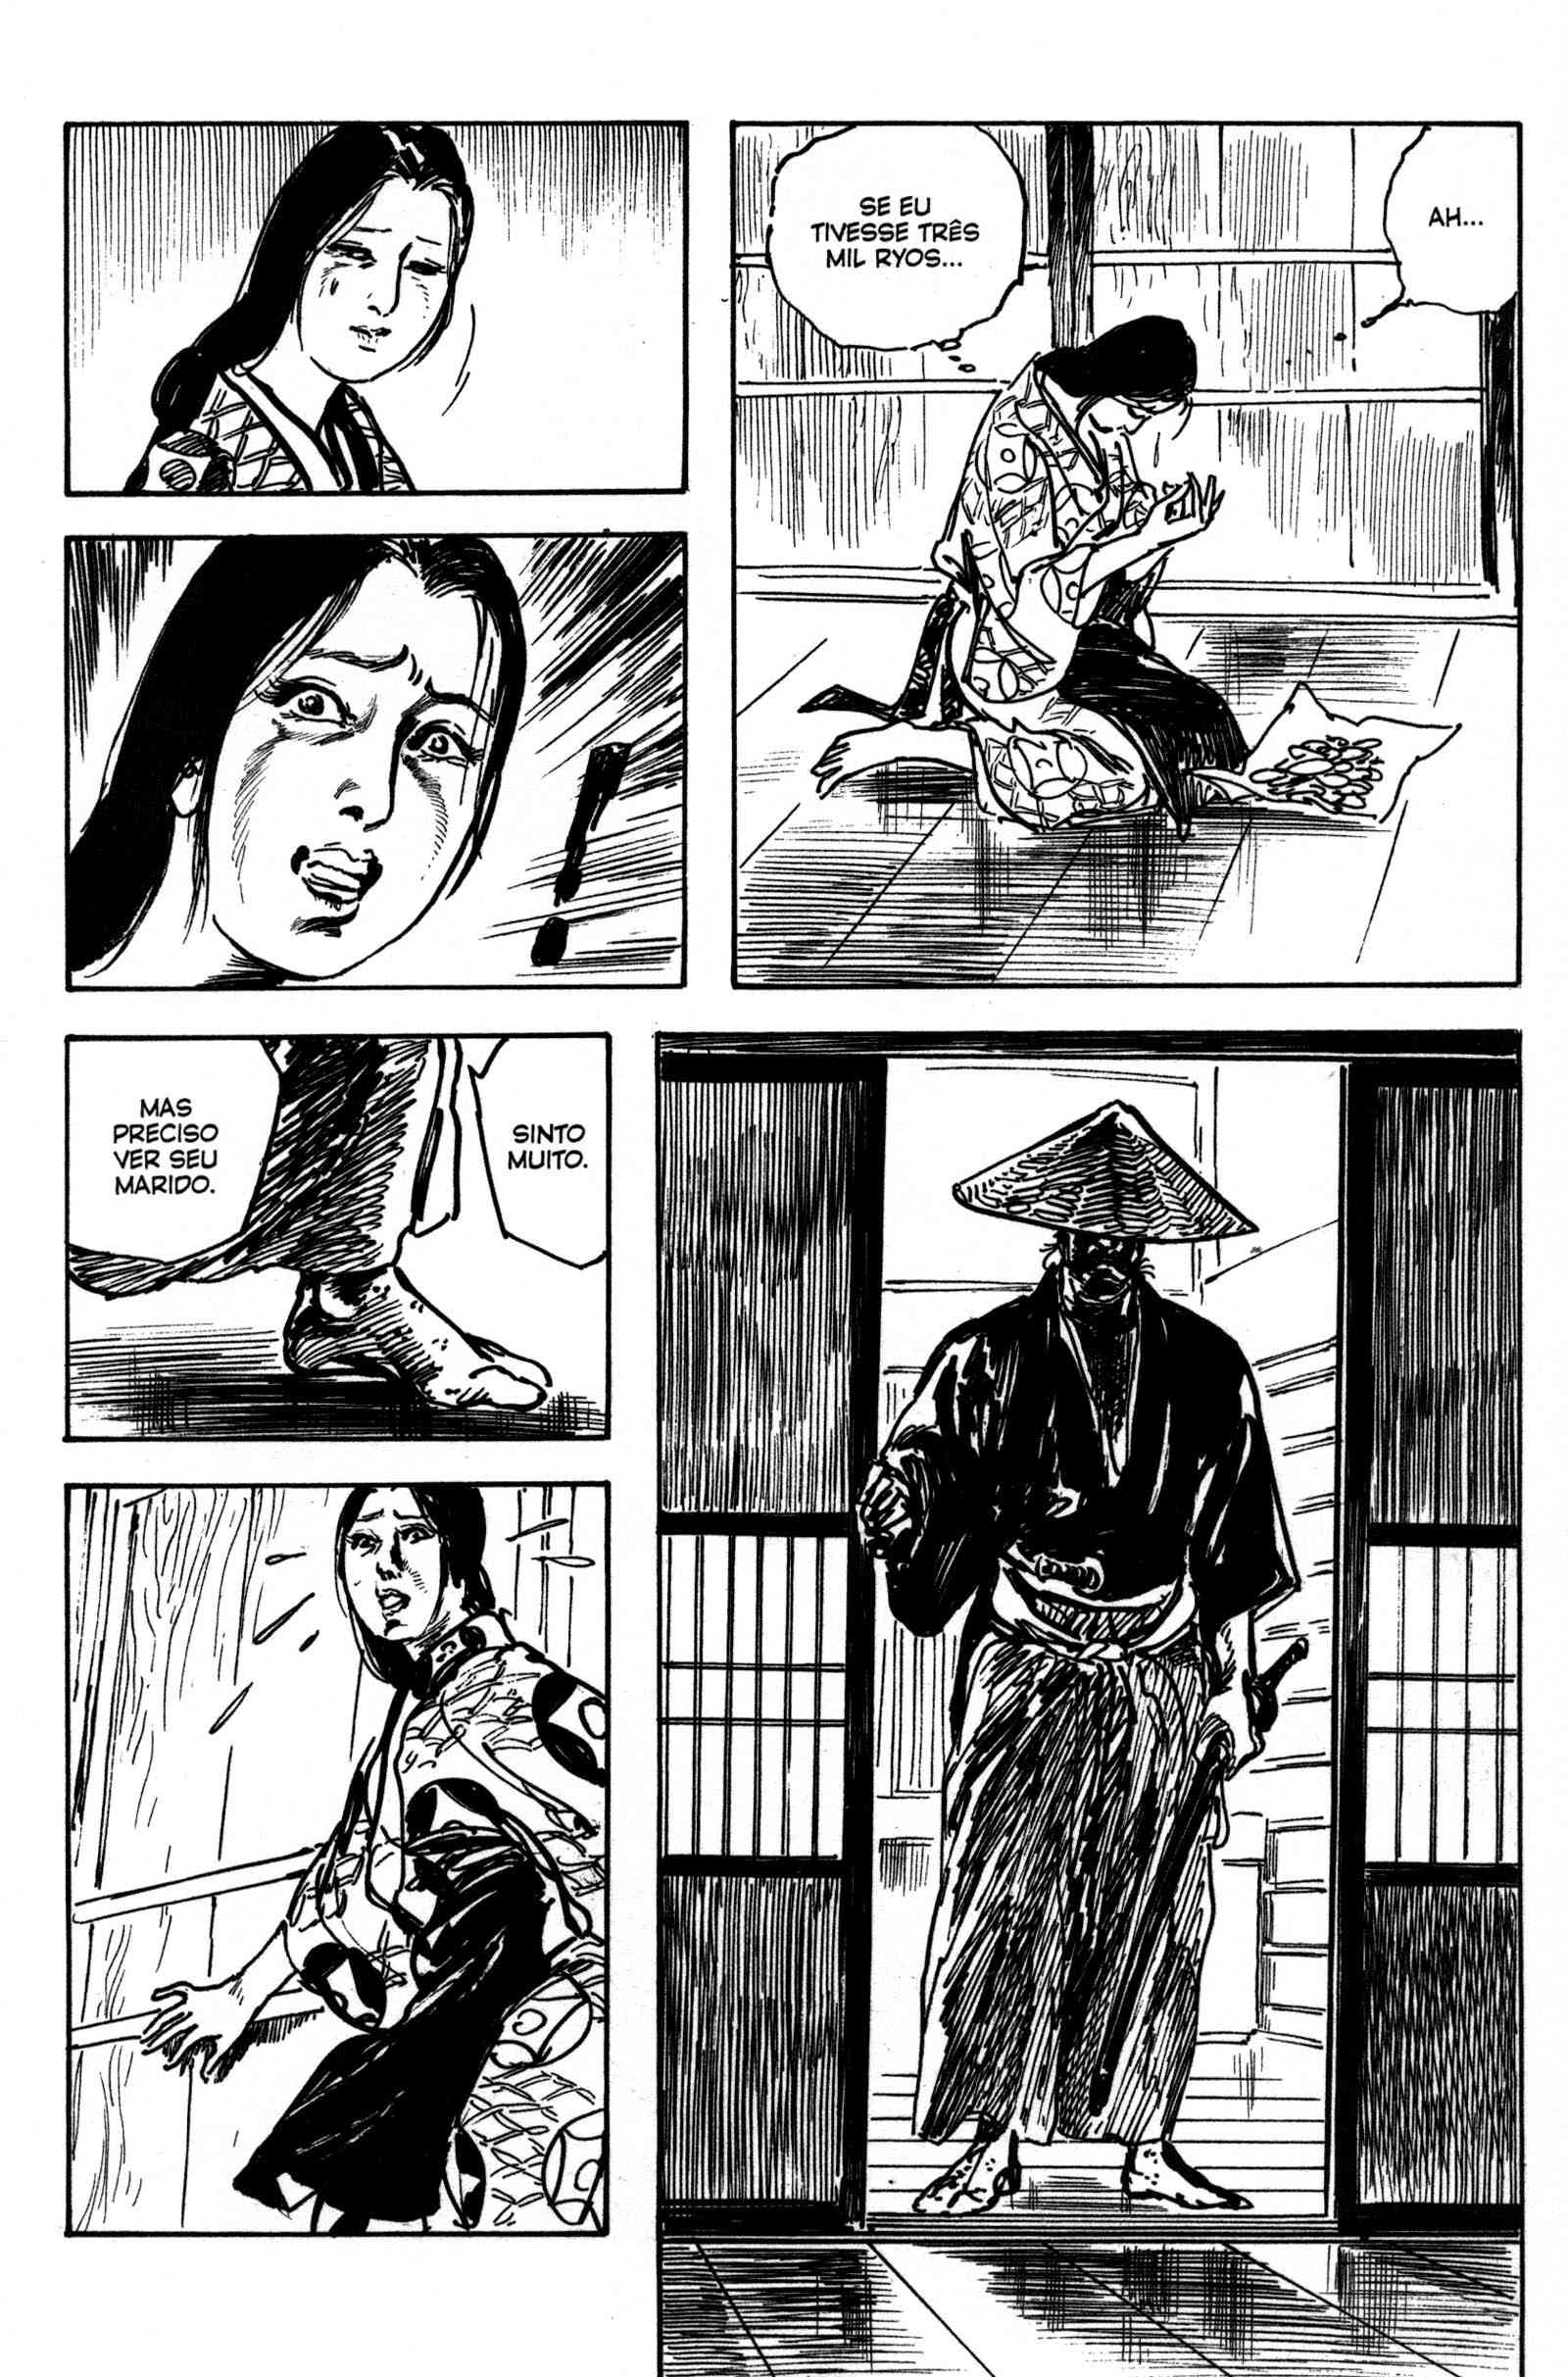 AH...
SE EU
TIVESSE TRÊS
MIL RYOS...
SINTO
MUITO.
MAS
PRECISO
VER SEU
MARIDO.